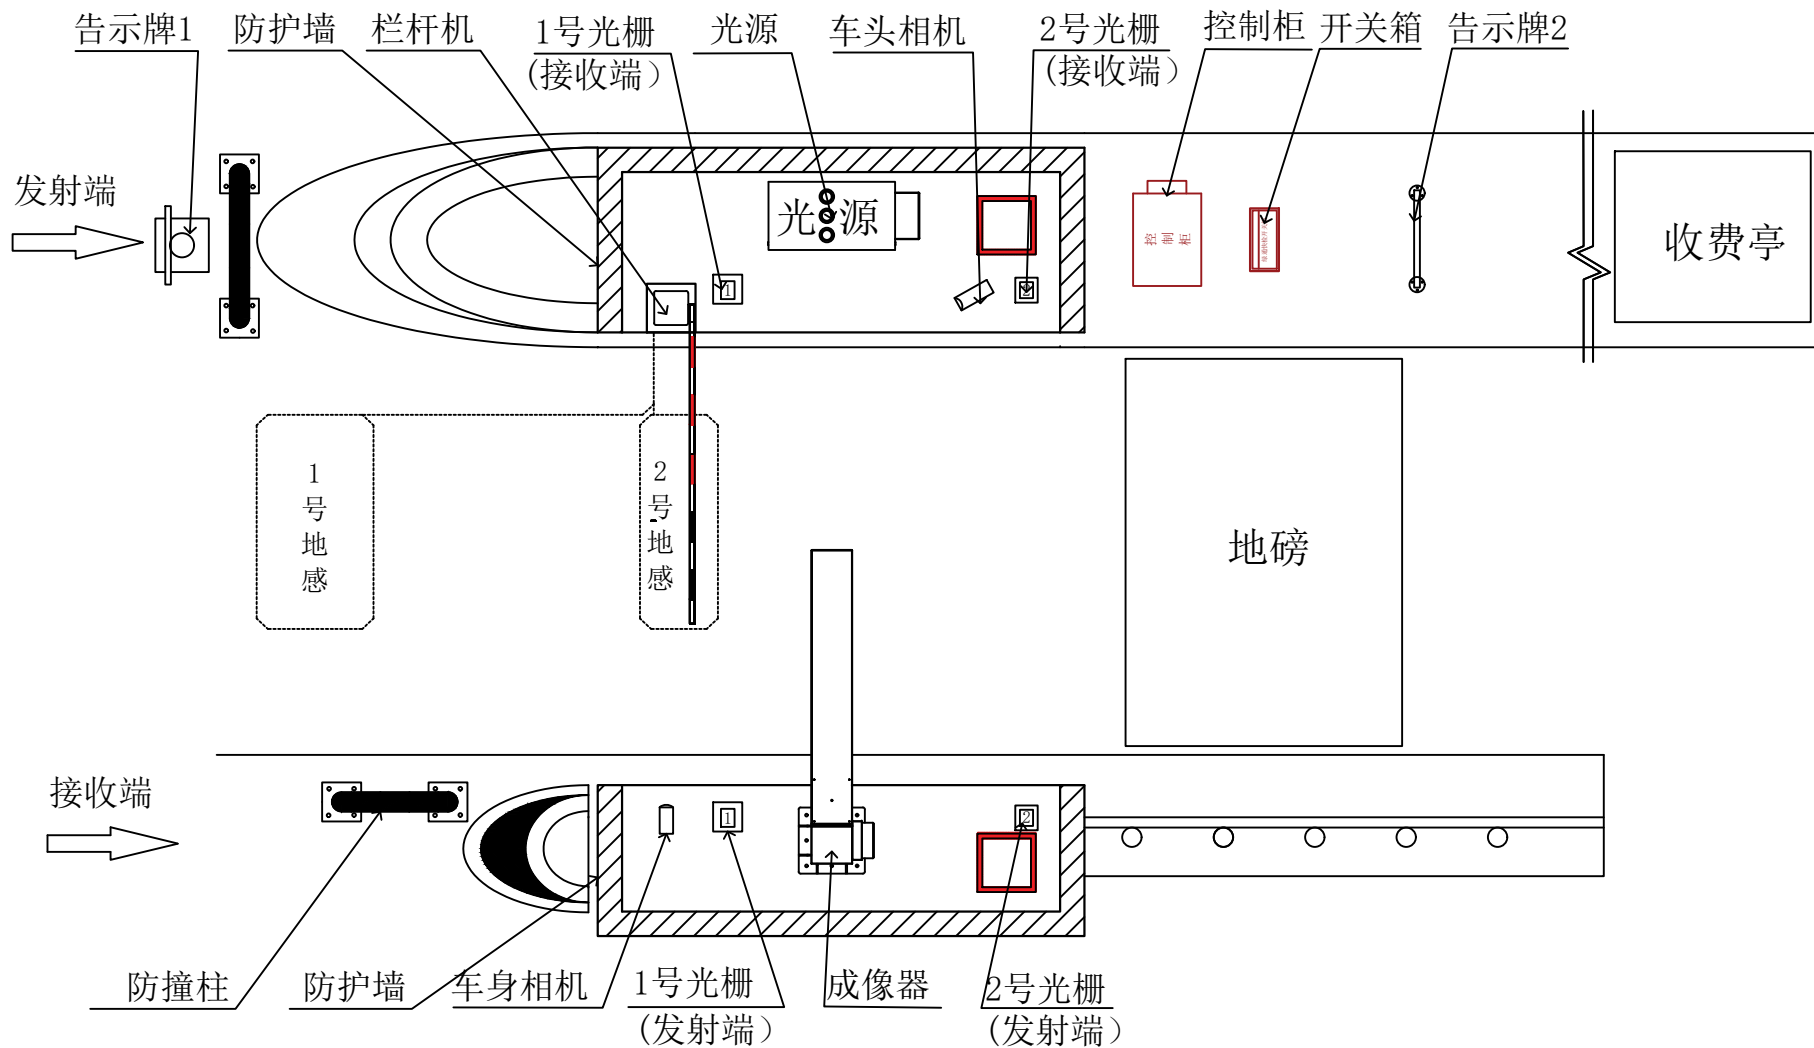 告示牌1
防护墙
栏杆机
1号光栅
(接收端)
光源
车头相机
2号光栅
(接收端)
控制柜
开关箱
告示牌2
发射端
光源
控制柜
收费亭
1
2
1号地感
2号地感
地磅
接收端
1
2
防撞柱
防护墙
车身相机
1号光栅
(发射端)
成像器
2号光栅
(发射端)